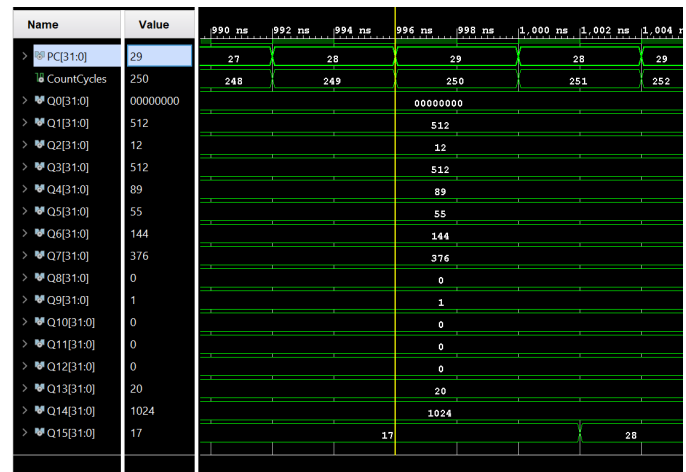 Name Value 990 ns 992 ns 994 ns 996 ns 998 ns 1,000 ns 1,002 ns 1,004 r
PC[31:0] 29 27 28 29 28 29
CountCycles 250 248 249 250 251 252
Q0[31:0] 00000000 00000000
Q1[31:0] 512 512
Q2[31:0] 12 12
Q3[31:0] 512 512
Q4[31:0] 89 89
Q5[31:0] 55 55
Q6[31:0] 144 144
Q7[31:0] 376 376
Q8[31:0] 0 0
Q9[31:0] 1 1
Q10[31:0] 0 0
Q11[31:0] 0 0
Q12[31:0] 0 0
Q13[31:0] 20 20
Q14[31:0] 1024 1024
Q15[31:0] 17 17 28